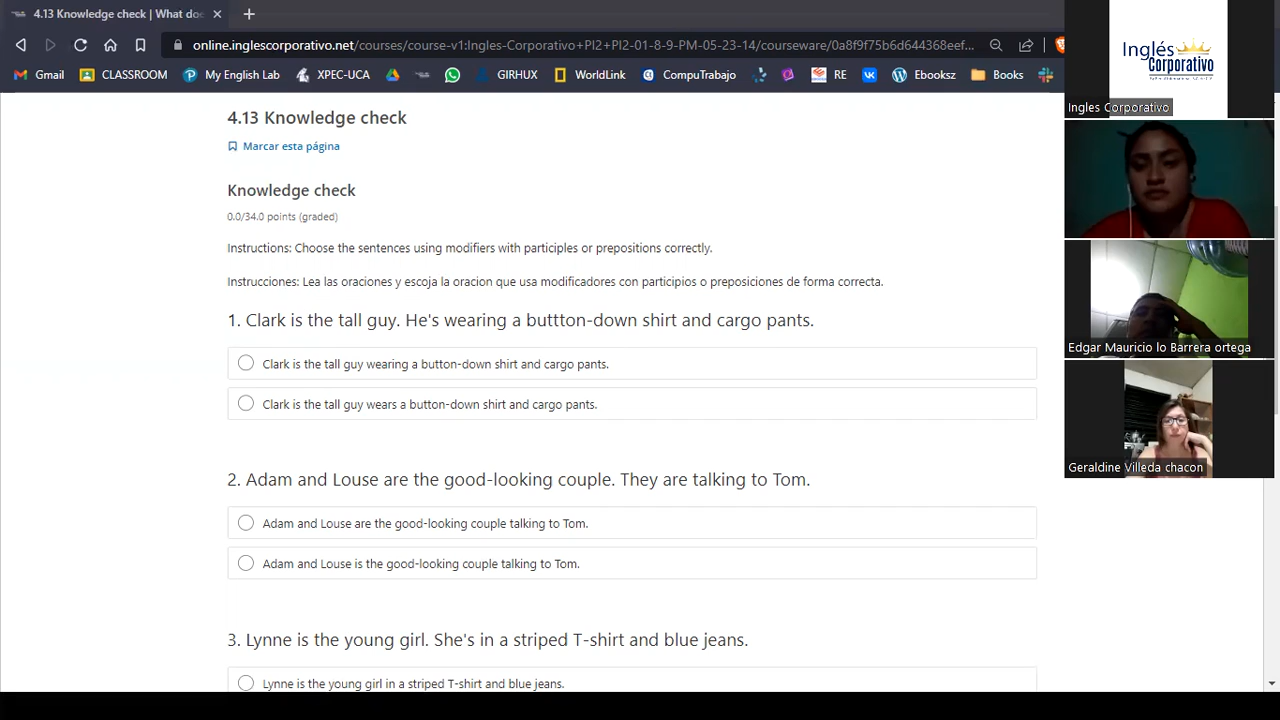 4.13 Knowledge check | What doe
online.inglescorporativo.net/courses/course-v1:Ingles-Corporativo+PI2+PI2-01-8-9-PM-05-23-14/courseware/0a8f9f75b6d644368eef...
Gmail CLASSROOM My English Lab XPEC-UCA GIRHUX WorldLink CompuTrabajo RE Ebooksz Books
Inglés
Corporativo
Ingles Corporativo
4.13 Knowledge check
Marcar esta página
Knowledge check
0.0/34.0 points (graded)
Instructions: Choose the sentences using modifiers with participles or prepositions correctly.
Instrucciones: Lea las oraciones y escoja la oracion que usa modificadores con participios o preposiciones de forma correcta.
1. Clark is the tall guy. He's wearing a buttton-down shirt and cargo pants.
Clark is the tall guy wearing a button-down shirt and cargo pants.
Clark is the tall guy wears a button-down shirt and cargo pants.
2. Adam and Louse are the good-looking couple. They are talking to Tom.
Adam and Louse are the good-looking couple talking to Tom.
Adam and Louse is the good-looking couple talking to Tom.
3. Lynne is the young girl. She's in a striped T-shirt and blue jeans.
Lynne is the young girl in a striped T-shirt and blue jeans.
Edgar Mauricio lo Barrera ortega
Geraldine Villeda chacon